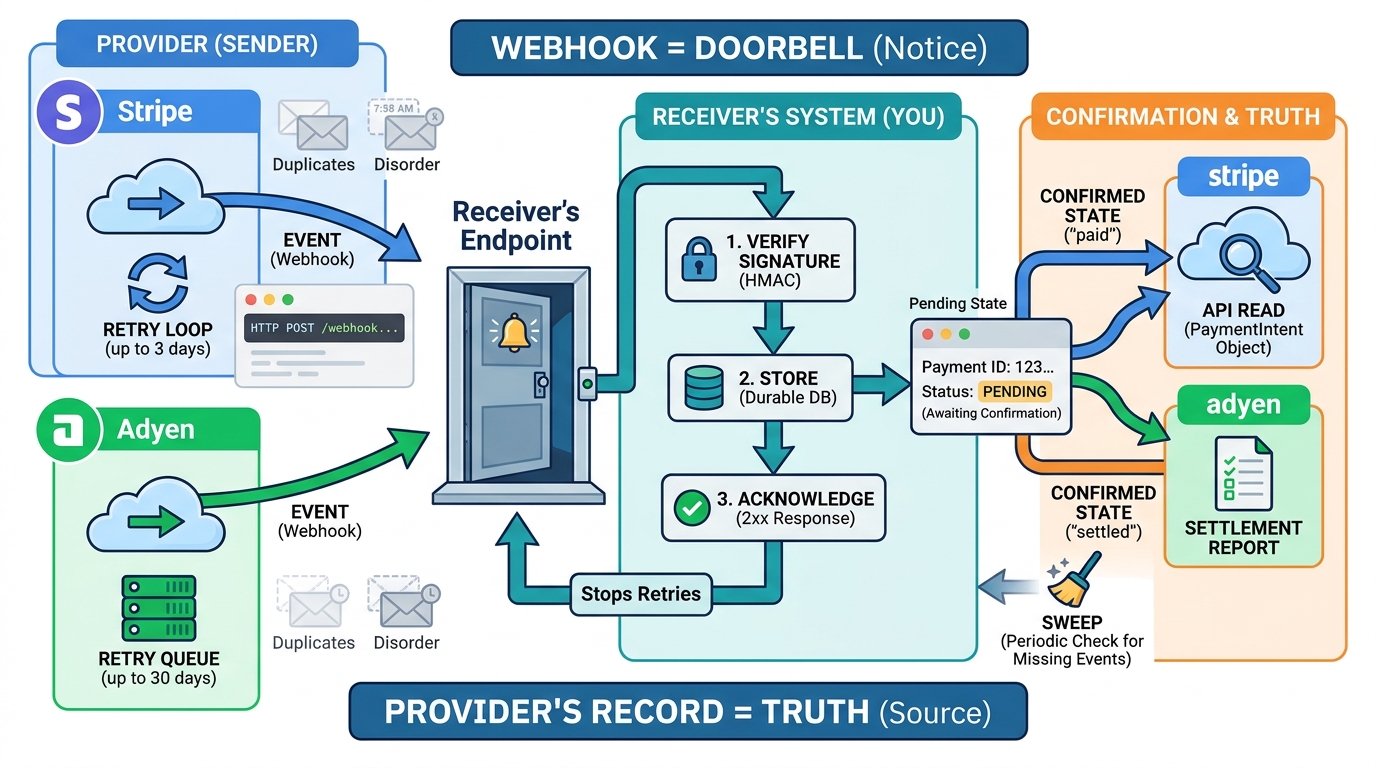 WEBHOOK = DOORBELL (Notice)
PROVIDER (SENDER)
S Stripe
7:58 AM
Duplicates
Disorder
EVENT
(Webhook)
RETRY LOOP
(up to 3 days)
HTTP POST /webhook...
a Adyen
EVENT
(Webhook)
RETRY QUEUE
(up to 30 days)
Duplicates
Disorder
Receiver's
Endpoint
RECEIVER'S SYSTEM (YOU)
1. VERIFY
SIGNATURE
(HMAC)
2. STORE
(Durable DB)
3. ACKNOWLEDGE
(2xx Response)
Stops Retries
Pending State
Payment ID: 123...
Status: PENDING
(Awaiting Confirmation)
CONFIRMATION & TRUTH
CONFIRMED
STATE
("paid")
stripe
API READ
(PaymentIntent
Object)
adyen
SETTLEMENT
REPORT
CONFIRMED
STATE
("settled")
SWEEP
(Periodic Check for
Missing Events)
PROVIDER'S RECORD = TRUTH (Source)